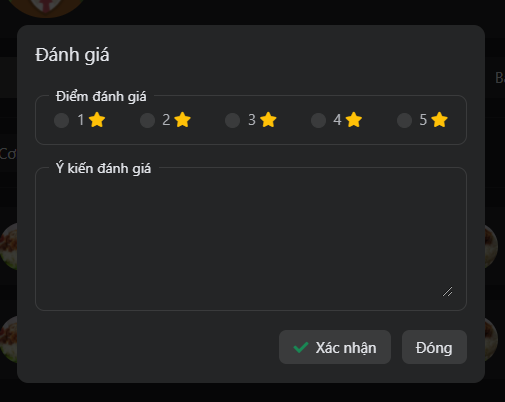 Đánh giá
Điểm đánh giá
1 2 3 4 5
Ý kiến đánh giá
Xác nhận Đóng